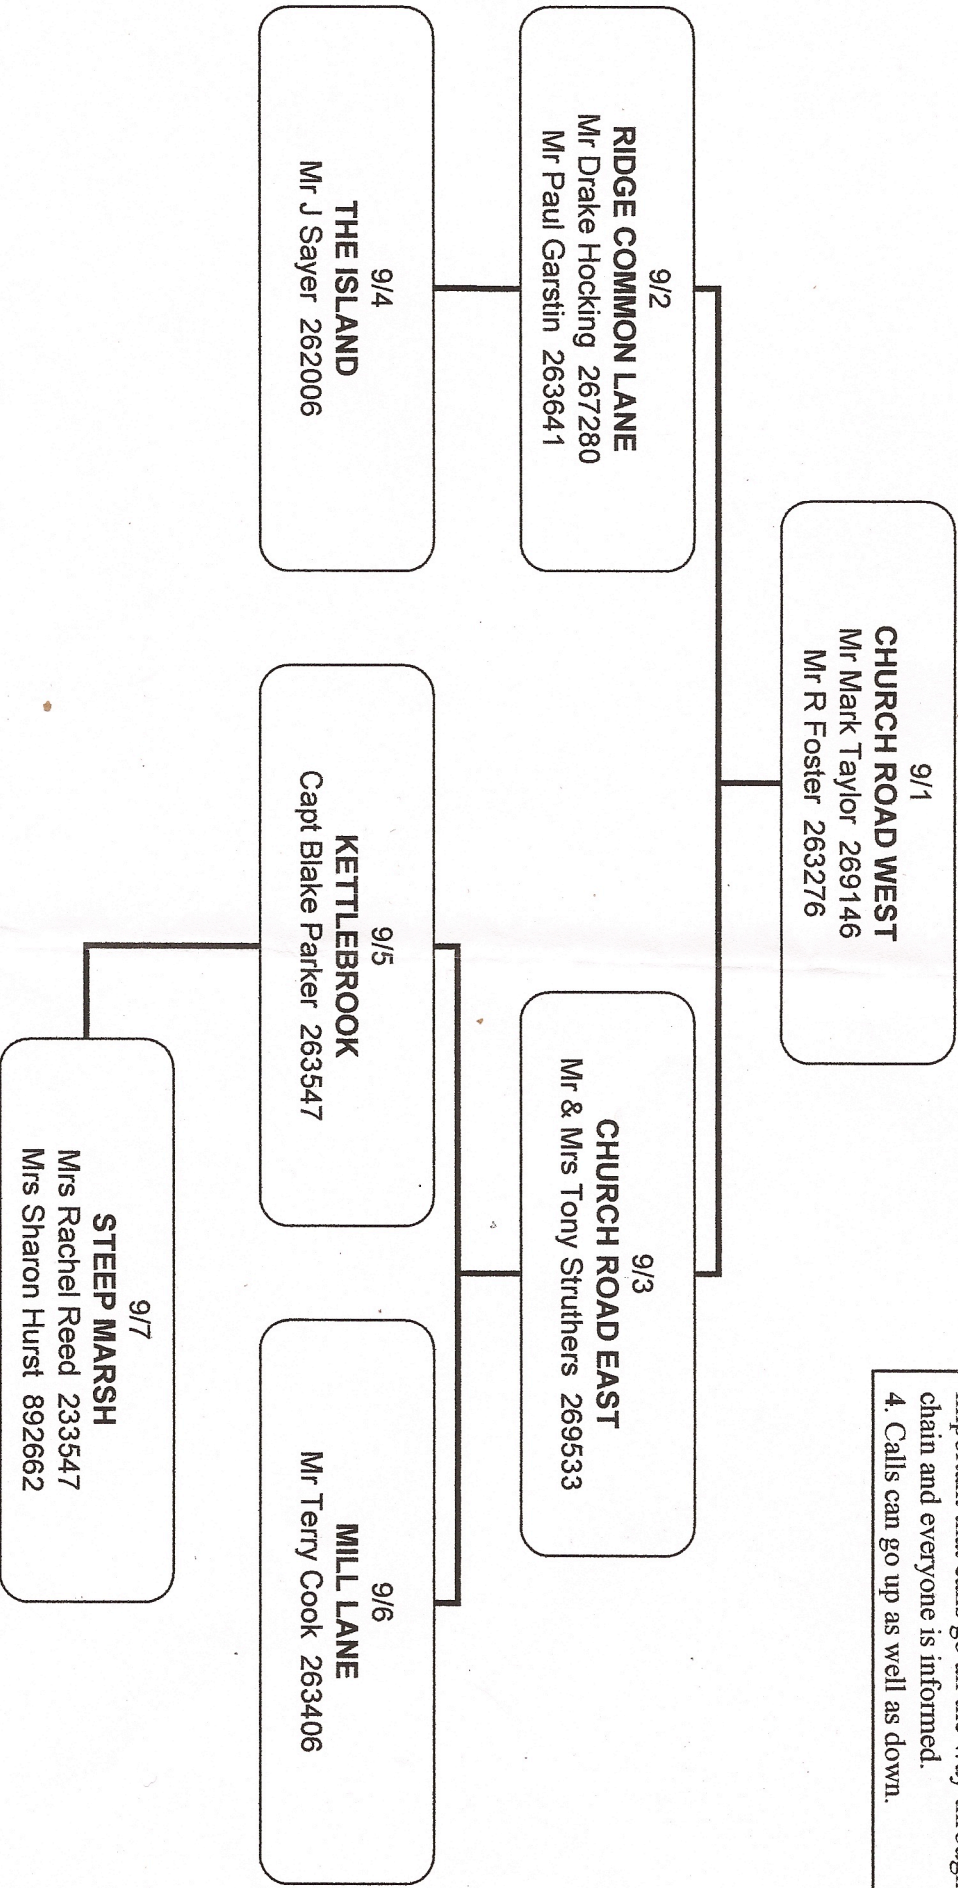 chain and everyone is informed.
4. Calls can go up as well as down.
9/1
CHURCH ROAD WEST
Mr Mark Taylor 269146
Mr R Foster 263276
9/2
RIDGE COMMON LANE
Mr Drake Hocking 267280
Mr Paul Garstin 263641
9/3
CHURCH ROAD EAST
Mr & Mrs Tony Struthers 269533
9/4
THE ISLAND
Mr J Sayer 262006
9/5
KETTLEBROOK
Capt Blake Parker 263547
9/6
MILL LANE
Mr Terry Cook 263406
9/7
STEEP MARSH
Mrs Rachel Reed 233547
Mrs Sharon Hurst 892662